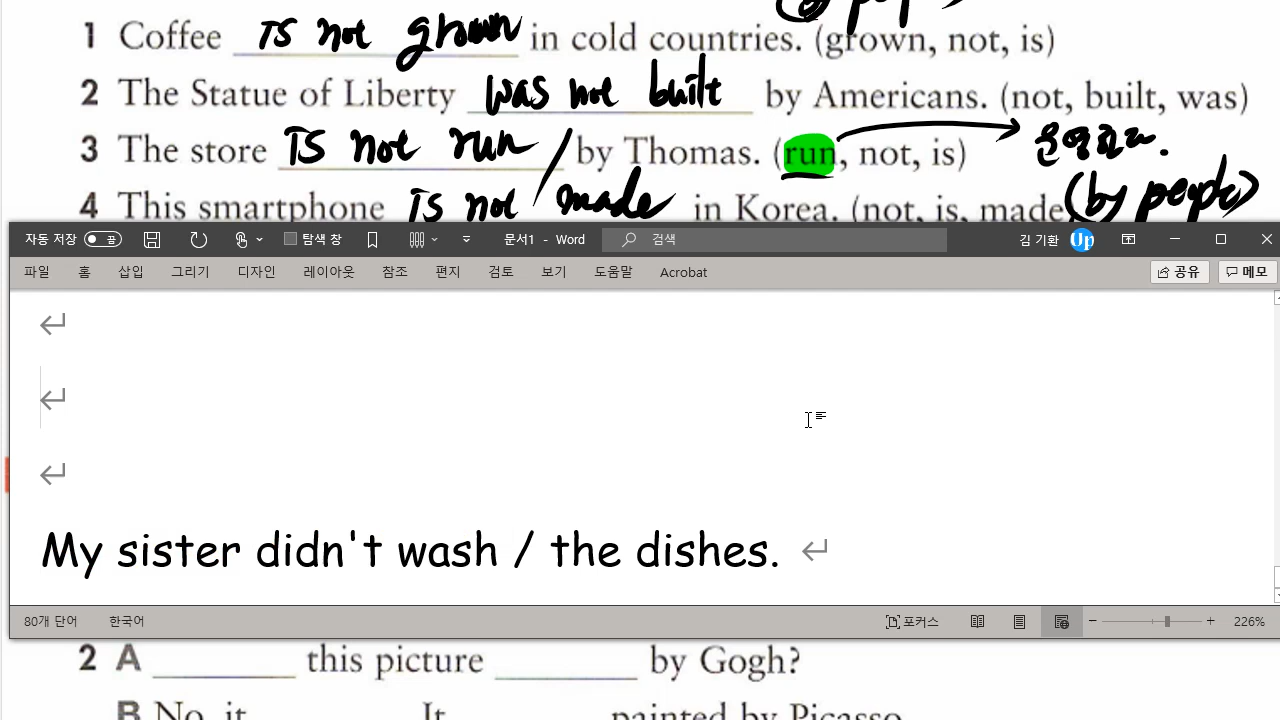 (by people)
1 Coffee is not grown in cold countries. (grown, not, is)
2 The Statue of Liberty was not built by Americans. (not, built, was)
3 The store is not run / by Thomas. (run, not, is) 운영하다.
4 This smartphone is not made in Korea. (not, is, made) (by people)
자동 저장 끔 탐색 창 문서1 - Word 검색 김 기환 Up
파일 홈 삽입 그리기 디자인 레이아웃 참조 편지 검토 보기 도움말 Acrobat 공유 메모
My sister didn't wash / the dishes.
80개 단어 한국어 포커스 226%
2 A this picture by Gogh?
B No, it It painted by Picasso